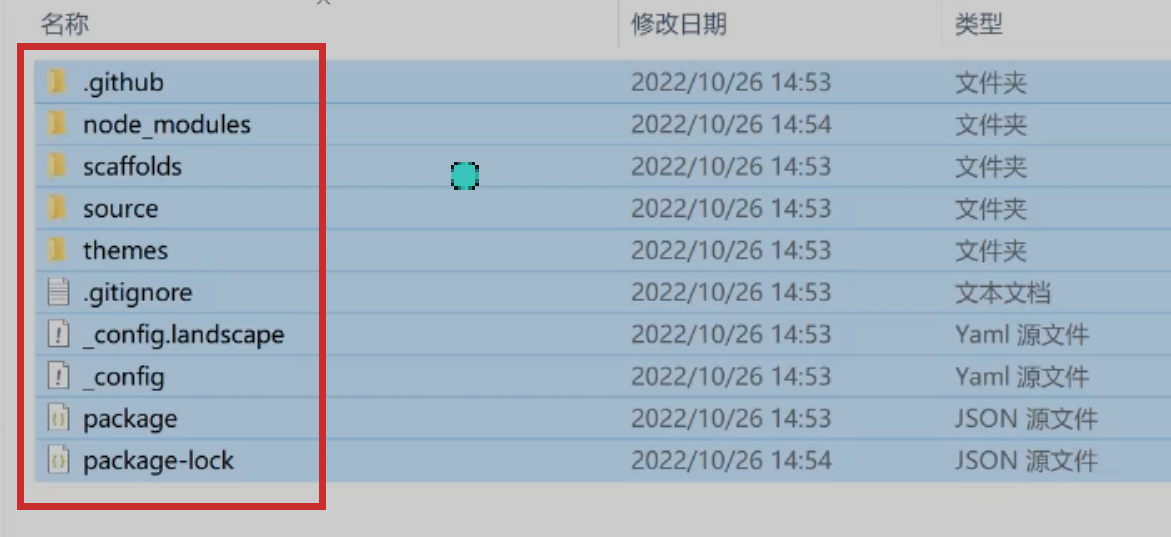 名称 修改日期 类型
.github 2022/10/26 14:53 文件夹
node_modules 2022/10/26 14:54 文件夹
scaffolds 2022/10/26 14:53 文件夹
source 2022/10/26 14:53 文件夹
themes 2022/10/26 14:53 文件夹
.gitignore 2022/10/26 14:53 文本文档
_config.landscape 2022/10/26 14:53 Yaml 源文件
_config 2022/10/26 14:53 Yaml 源文件
package 2022/10/26 14:53 JSON 源文件
package-lock 2022/10/26 14:54 JSON 源文件